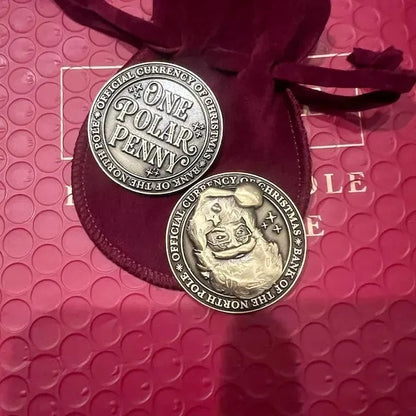 * OFFICIAL CURRENCY OF CHRISTMAS *
BANK OF THE NORTH POLE
ONE
POLAR
PENNY
* OFFICIAL CURRENCY OF CHRISTMAS *
BANK OF THE NORTH POLE
OLE
E